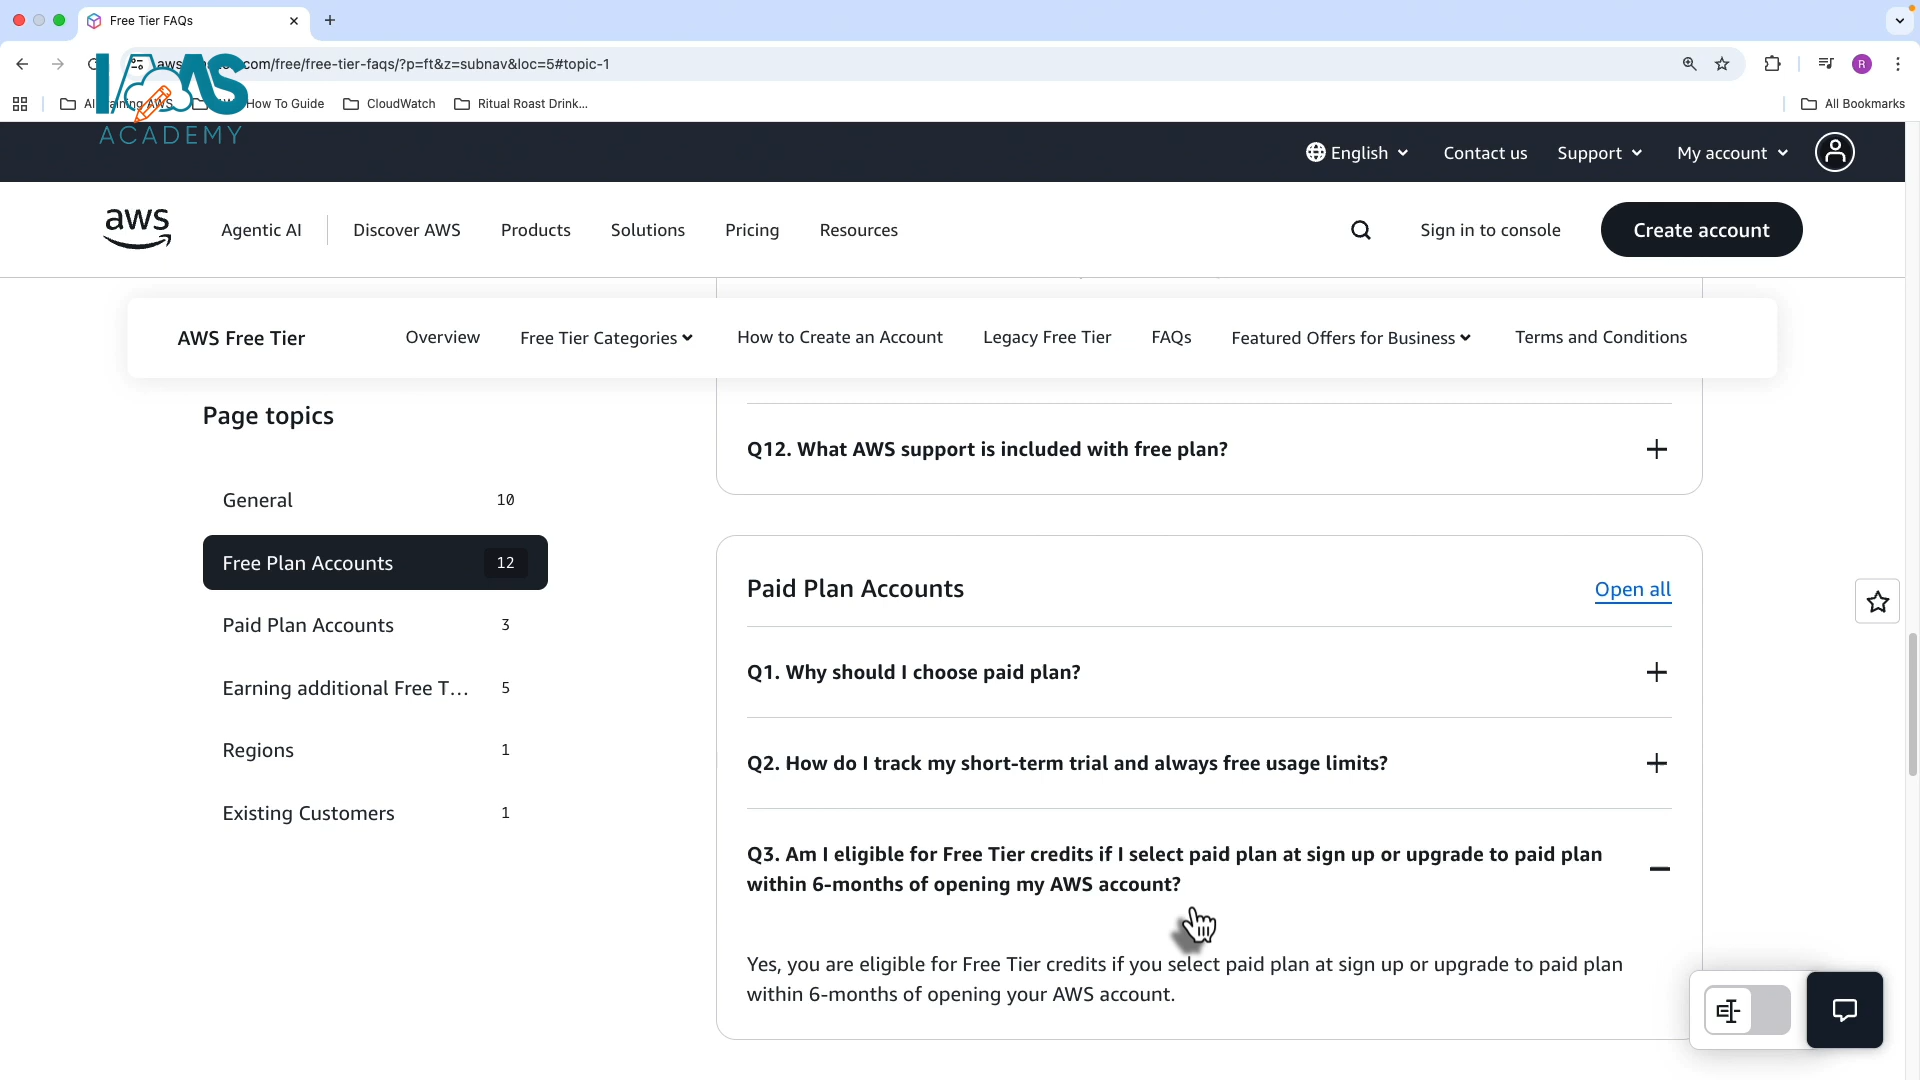 Free Tier FAQs
aws
com/free/free-tier-faqs/?p=ft&z=subnav&loc=5#topic-1
R
IAAS
ACADEMY
How To Guide
CloudWatch
Ritual Roast Drink...
All Bookmarks
English
Contact us
Support
My account
aws
Agentic AI
Discover AWS
Products
Solutions
Pricing
Resources
Sign in to console
Create account
AWS Free Tier
Overview
Free Tier Categories
How to Create an Account
Legacy Free Tier
FAQs
Featured Offers for Business
Terms and Conditions
Page topics
General 10
Free Plan Accounts 12
Paid Plan Accounts 3
Earning additional Free T... 5
Regions 1
Existing Customers 1
Q12. What AWS support is included with free plan?
Paid Plan Accounts
Open all
Q1. Why should I choose paid plan?
Q2. How do I track my short-term trial and always free usage limits?
Q3. Am I eligible for Free Tier credits if I select paid plan at sign up or upgrade to paid plan
within 6-months of opening my AWS account?
Yes, you are eligible for Free Tier credits if you select paid plan at sign up or upgrade to paid plan
within 6-months of opening your AWS account.